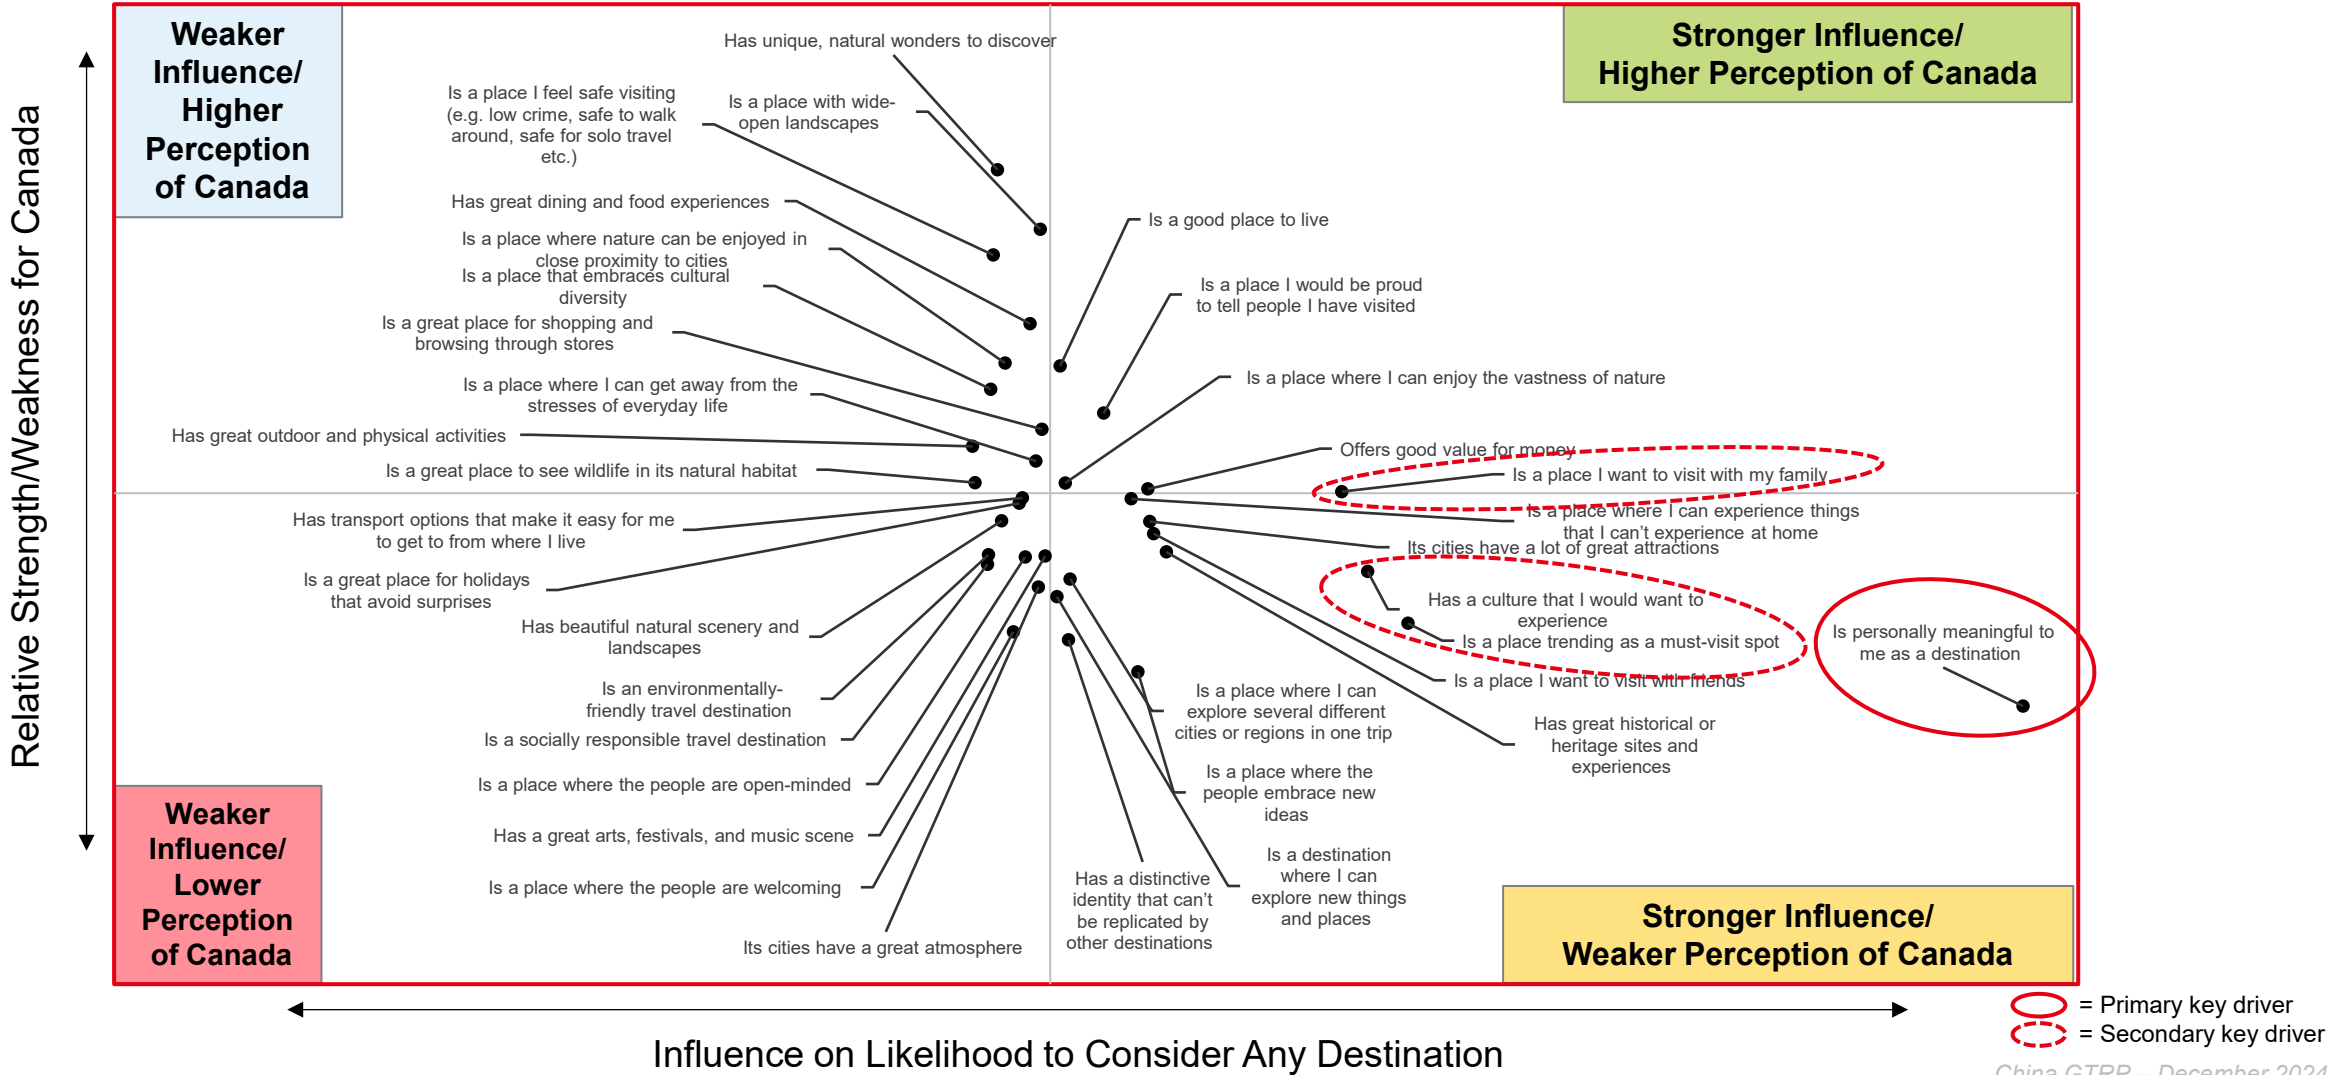 Relative Strength/Weakness for Canada
Weaker
Influence/
Higher
Perception
of Canada
Stronger Influence/
Higher Perception of Canada
Has unique, natural wonders to discover
Is a place I feel safe visiting
(e.g. low crime, safe to walk
around, safe for solo travel
etc.)
Is a place with wide-
open landscapes
Has great dining and food experiences
Is a place where nature can be enjoyed in
close proximity to cities
Is a place that embraces cultural
diversity
Is a great place for shopping and
browsing through stores
Is a place where I can get away from the
stresses of everyday life
Has great outdoor and physical activities
Is a great place to see wildlife in its natural habitat
Is a good place to live
Is a place I would be proud
to tell people I have visited
Is a place where I can enjoy the vastness of nature
Offers good value for money
Is a place I want to visit with my family
Is a place where I can experience things
that I can't experience at home
Its cities have a lot of great attractions
Has a culture that I would want to
experience
Is a place trending as a must-visit spot
Is a place I want to visit with friends
Is personally meaningful to
me as a destination
Has great historical or
heritage sites and
experiences
Is a place where I can
explore several different
cities or regions in one trip
Is a place where the
people embrace new
ideas
Is a destination
where I can
explore new things
and places
Has a distinctive
identity that can't
be replicated by
other destinations
Has transport options that make it easy for me
to get to from where I live
Is a great place for holidays
that avoid surprises
Has beautiful natural scenery and
landscapes
Is an environmentally-
friendly travel destination
Is a socially responsible travel destination
Is a place where the people are open-minded
Has a great arts, festivals, and music scene
Is a place where the people are welcoming
Its cities have a great atmosphere
Weaker
Influence/
Lower
Perception
of Canada
Stronger Influence/
Weaker Perception of Canada
Influence on Likelihood to Consider Any Destination
= Primary key driver
= Secondary key driver
China GTRP – December 2024